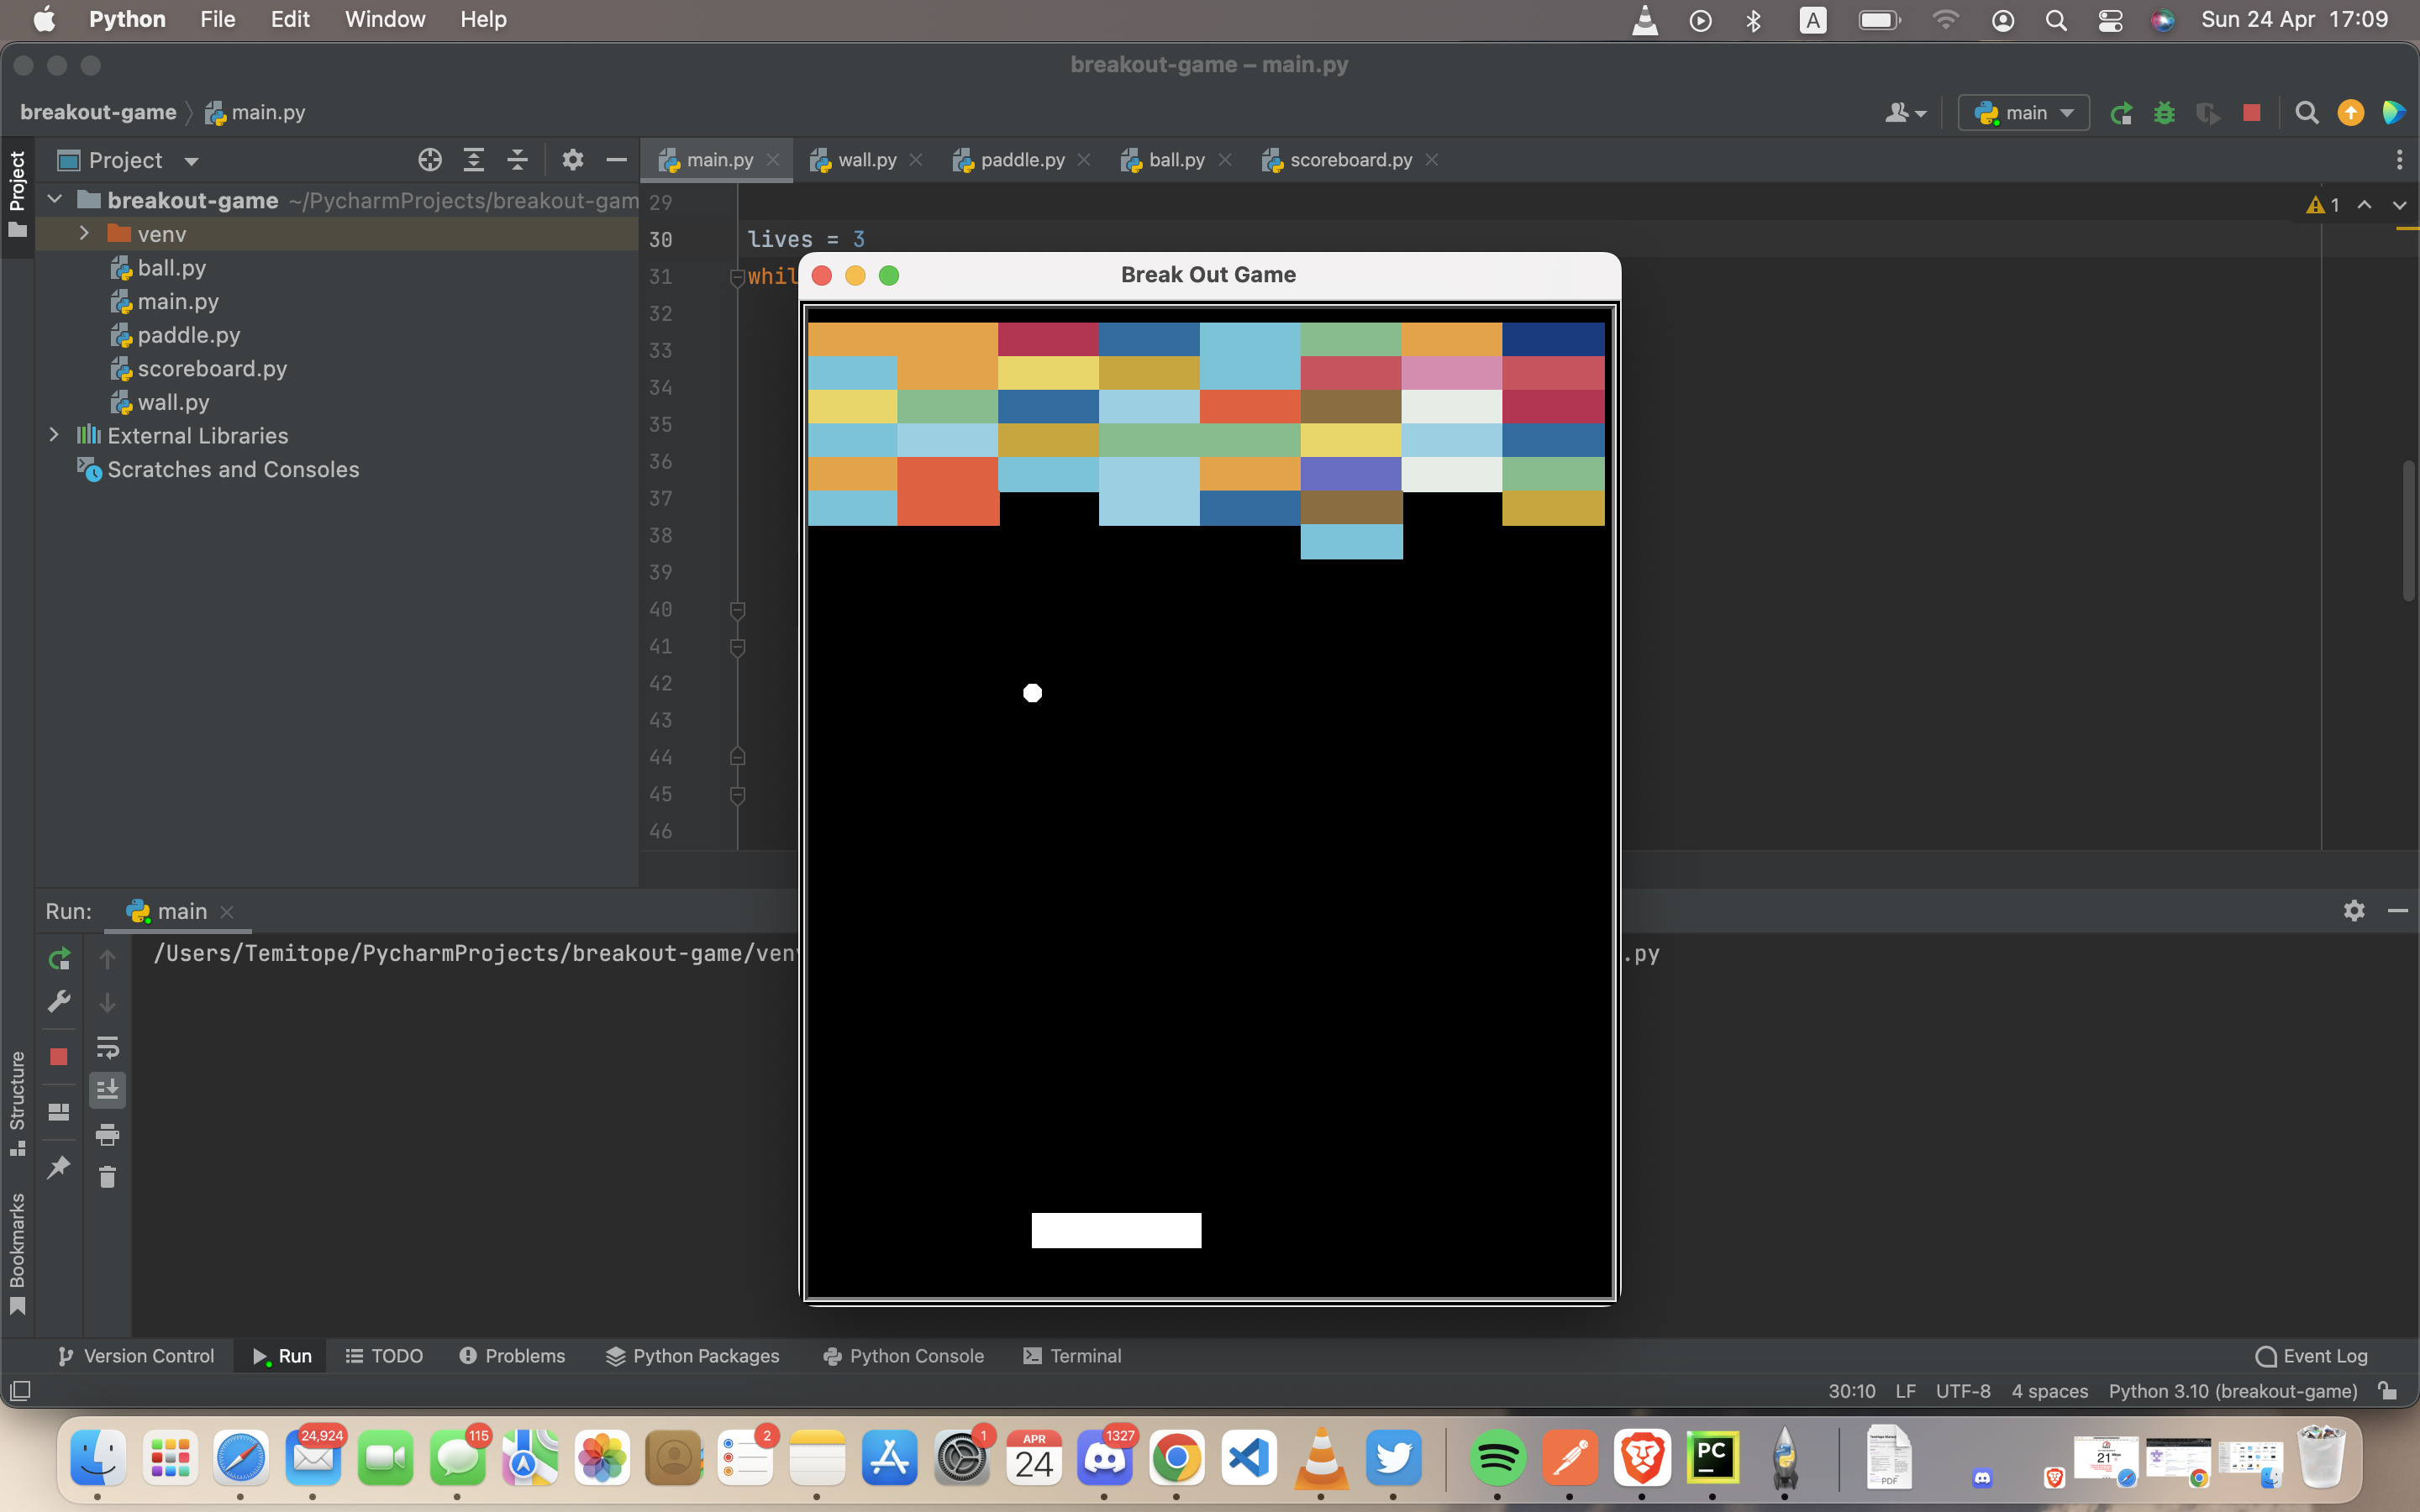 Python File Edit Window Help A Sun 24 Apr 17:09
breakout-game – main.py
breakout-game main.py main
Project Project main.py wall.py paddle.py ball.py scoreboard.py
breakout-game ~/PycharmProjects/breakout-gam
venv
ball.py
main.py
paddle.py
scoreboard.py
wall.py
External Libraries
Scratches and Consoles
29 1
30 lives = 3
31 whil
32
33
34
35
36
37
38
39
40
41
42
43
44
45
46
Break Out Game
Run: main
/Users/Temitope/PycharmProjects/breakout-game/ven .py
Structure
Bookmarks
Version Control Run TODO Problems Python Packages Python Console Terminal Event Log
30:10 LF UTF-8 4 spaces Python 3.10 (breakout-game)
24,924 115 2 1 APR 24 1327 PC PDF 21